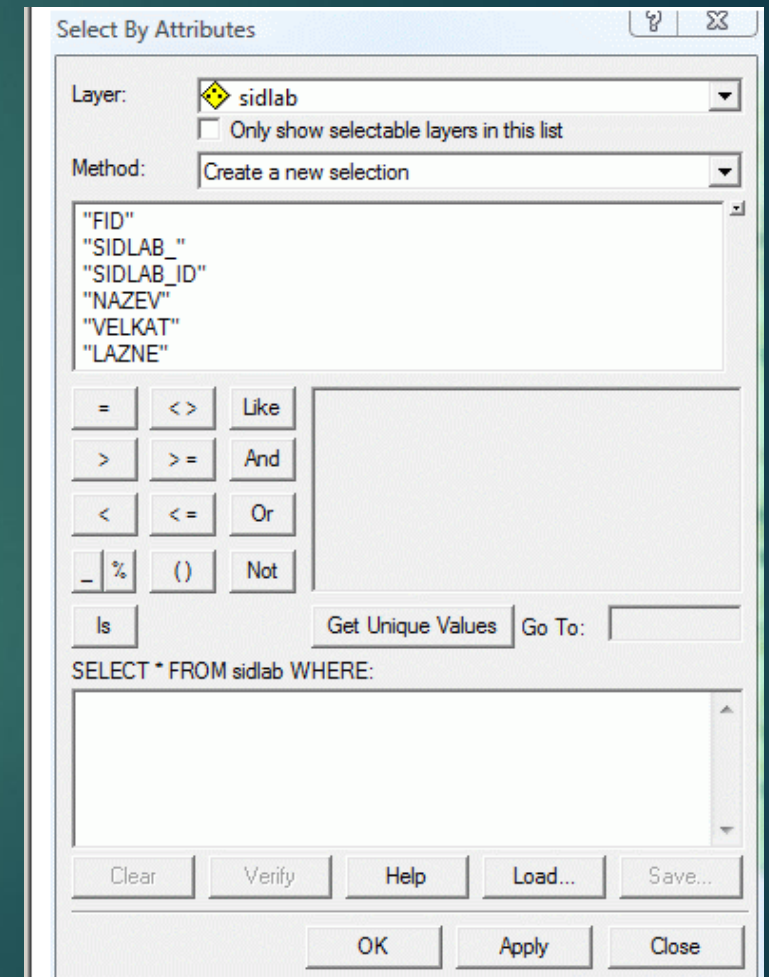 Select By Attributes
Layer: sidlab
Only show selectable layers in this list
Method: Create a new selection
"FID"
"SIDLAB_"
"SIDLAB_ID"
"NAZEV"
"VELKAT"
"LAZNE"
= < > Like
> > = And
< < = Or
_ % ( ) Not
Is Get Unique Values Go To:
SELECT * FROM sidlab WHERE:
Clear Verify Help Load... Save...
OK Apply Close